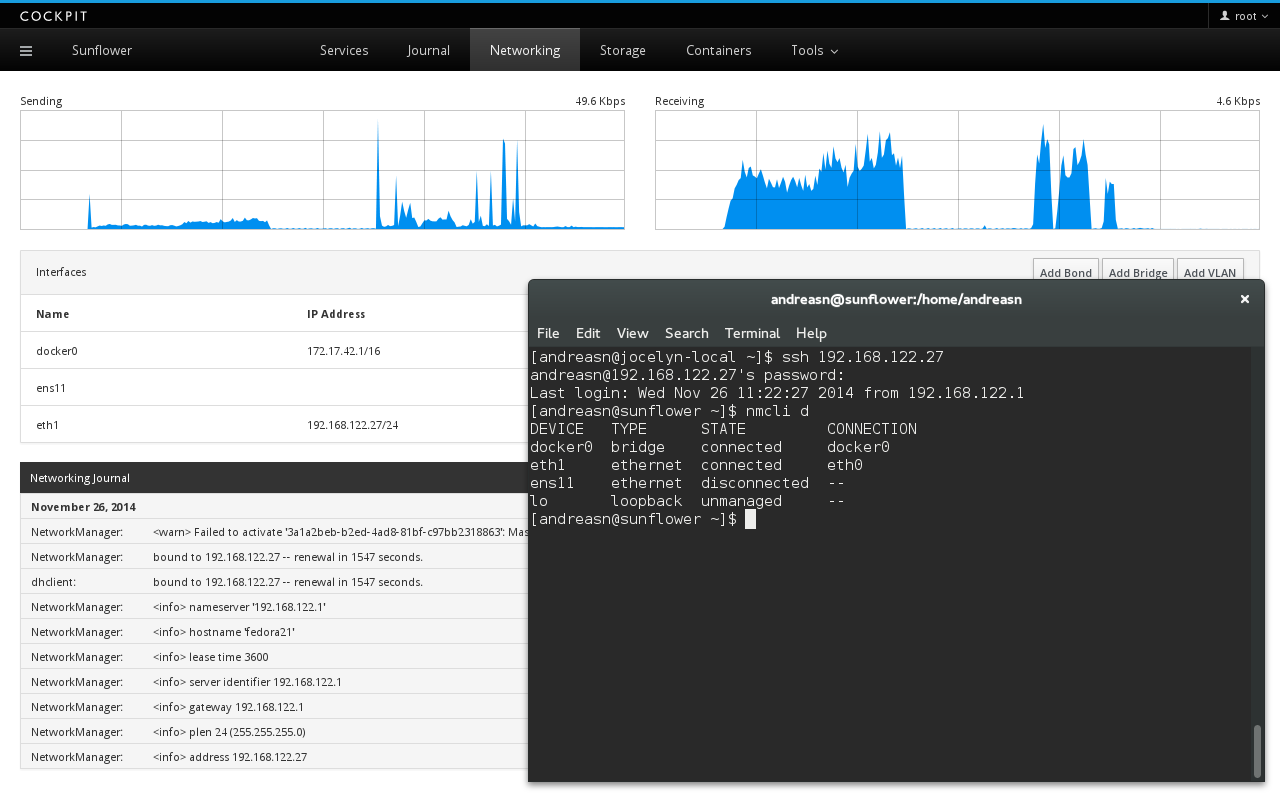 COCKPIT
root
Sunflower Services Journal Networking Storage Containers Tools
Sending 49.6 Kbps
Receiving 4.6 Kbps
Interfaces Add Bond Add Bridge Add VLAN
Name IP Address
docker0 172.17.42.1/16
ens11
eth1 192.168.122.27/24
Networking Journal
November 26, 2014
NetworkManager: <warn> Failed to activate '3a1a2beb-b2ed-4ad8-81bf-c97bb2318863': Mas
NetworkManager: bound to 192.168.122.27 -- renewal in 1547 seconds.
dhclient: bound to 192.168.122.27 -- renewal in 1547 seconds.
NetworkManager: <info> nameserver '192.168.122.1'
NetworkManager: <info> hostname 'fedora21'
NetworkManager: <info> lease time 3600
NetworkManager: <info> server identifier 192.168.122.1
NetworkManager: <info> gateway 192.168.122.1
NetworkManager: <info> plen 24 (255.255.255.0)
NetworkManager: <info> address 192.168.122.27
andreasn@sunflower:/home/andreasn
File Edit View Search Terminal Help
[andreasn@jocelyn-local ~]$ ssh 192.168.122.27
andreasn@192.168.122.27's password:
Last login: Wed Nov 26 11:22:27 2014 from 192.168.122.1
[andreasn@sunflower ~]$ nmcli d
DEVICE TYPE STATE CONNECTION
docker0 bridge connected docker0
eth1 ethernet connected eth0
ens11 ethernet disconnected --
lo loopback unmanaged --
[andreasn@sunflower ~]$